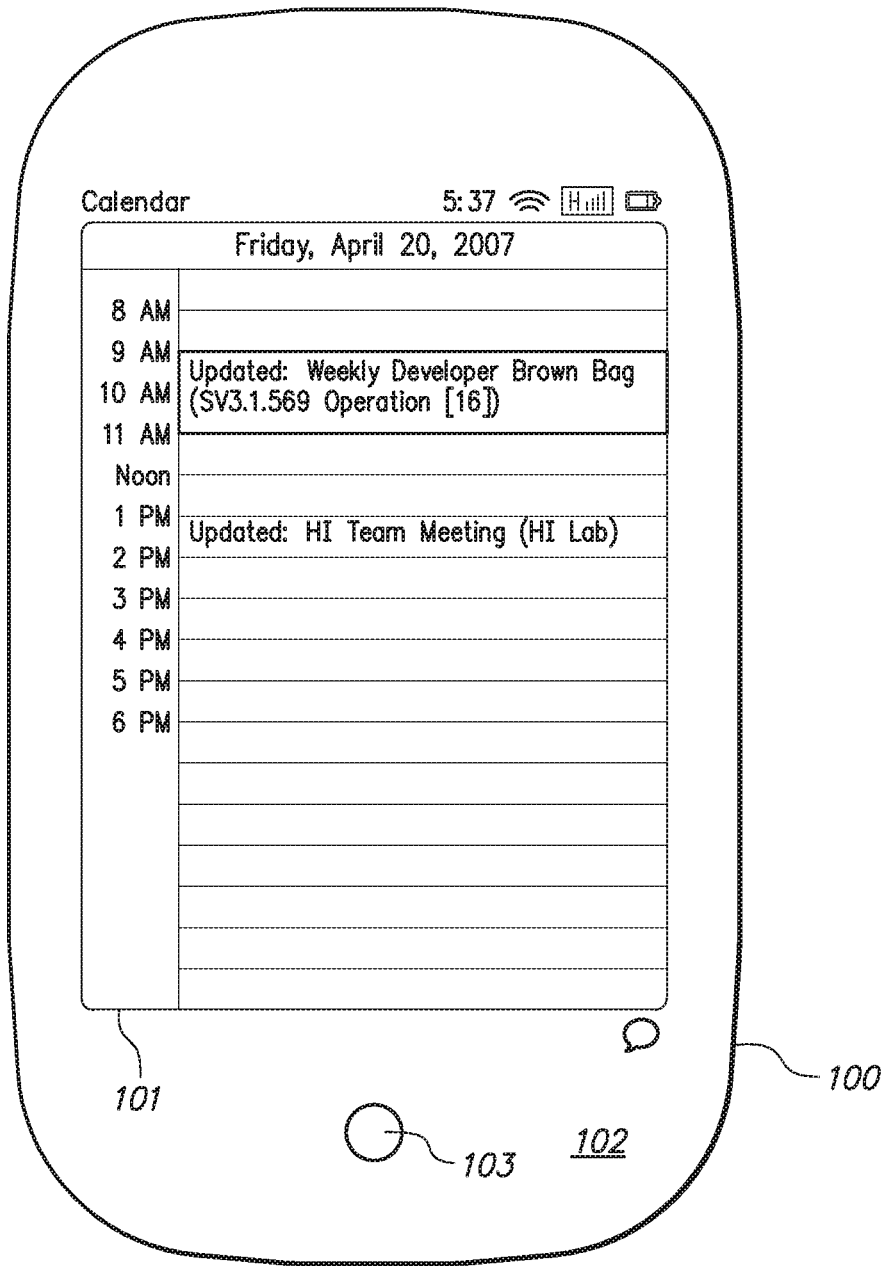 Calendar 5:37 H
Friday, April 20, 2007
8 AM
9 AM
Updated: Weekly Developer Brown Bag
10 AM (SV3.1.569 Operation [16])
11 AM
Noon
1 PM
Updated: HI Team Meeting (HI Lab)
2 PM
3 PM
4 PM
5 PM
6 PM
101
100
103
102